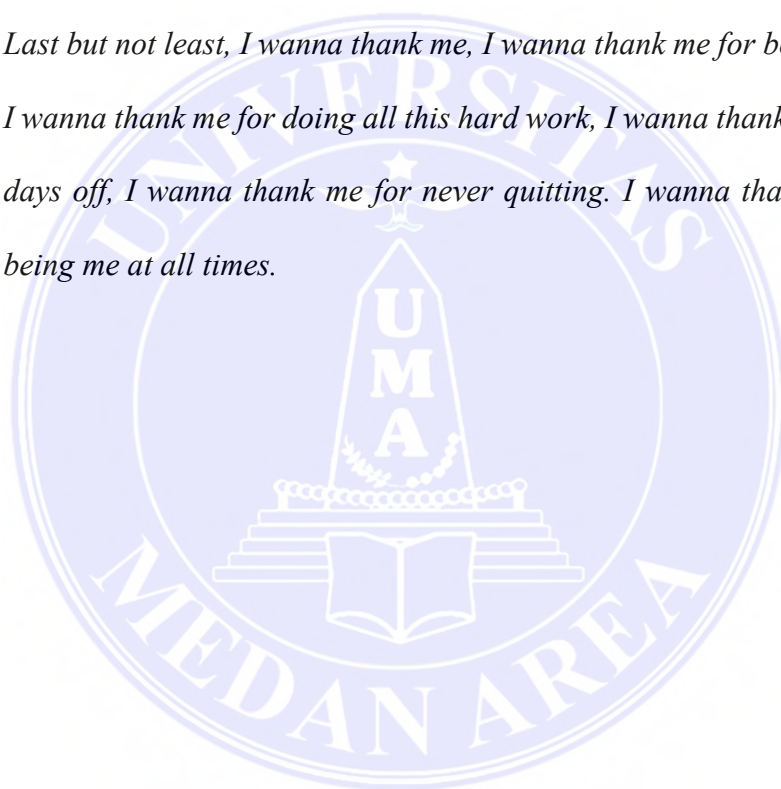 Last but not least, I wanna thank me, I wanna thank me for
I wanna thank me for doing all this hard work, I wanna thank
days off, I wanna thank me for never quitting. I wanna
being me at all times.
UNIVERSITAS
U
M
A
MEDAN AREA